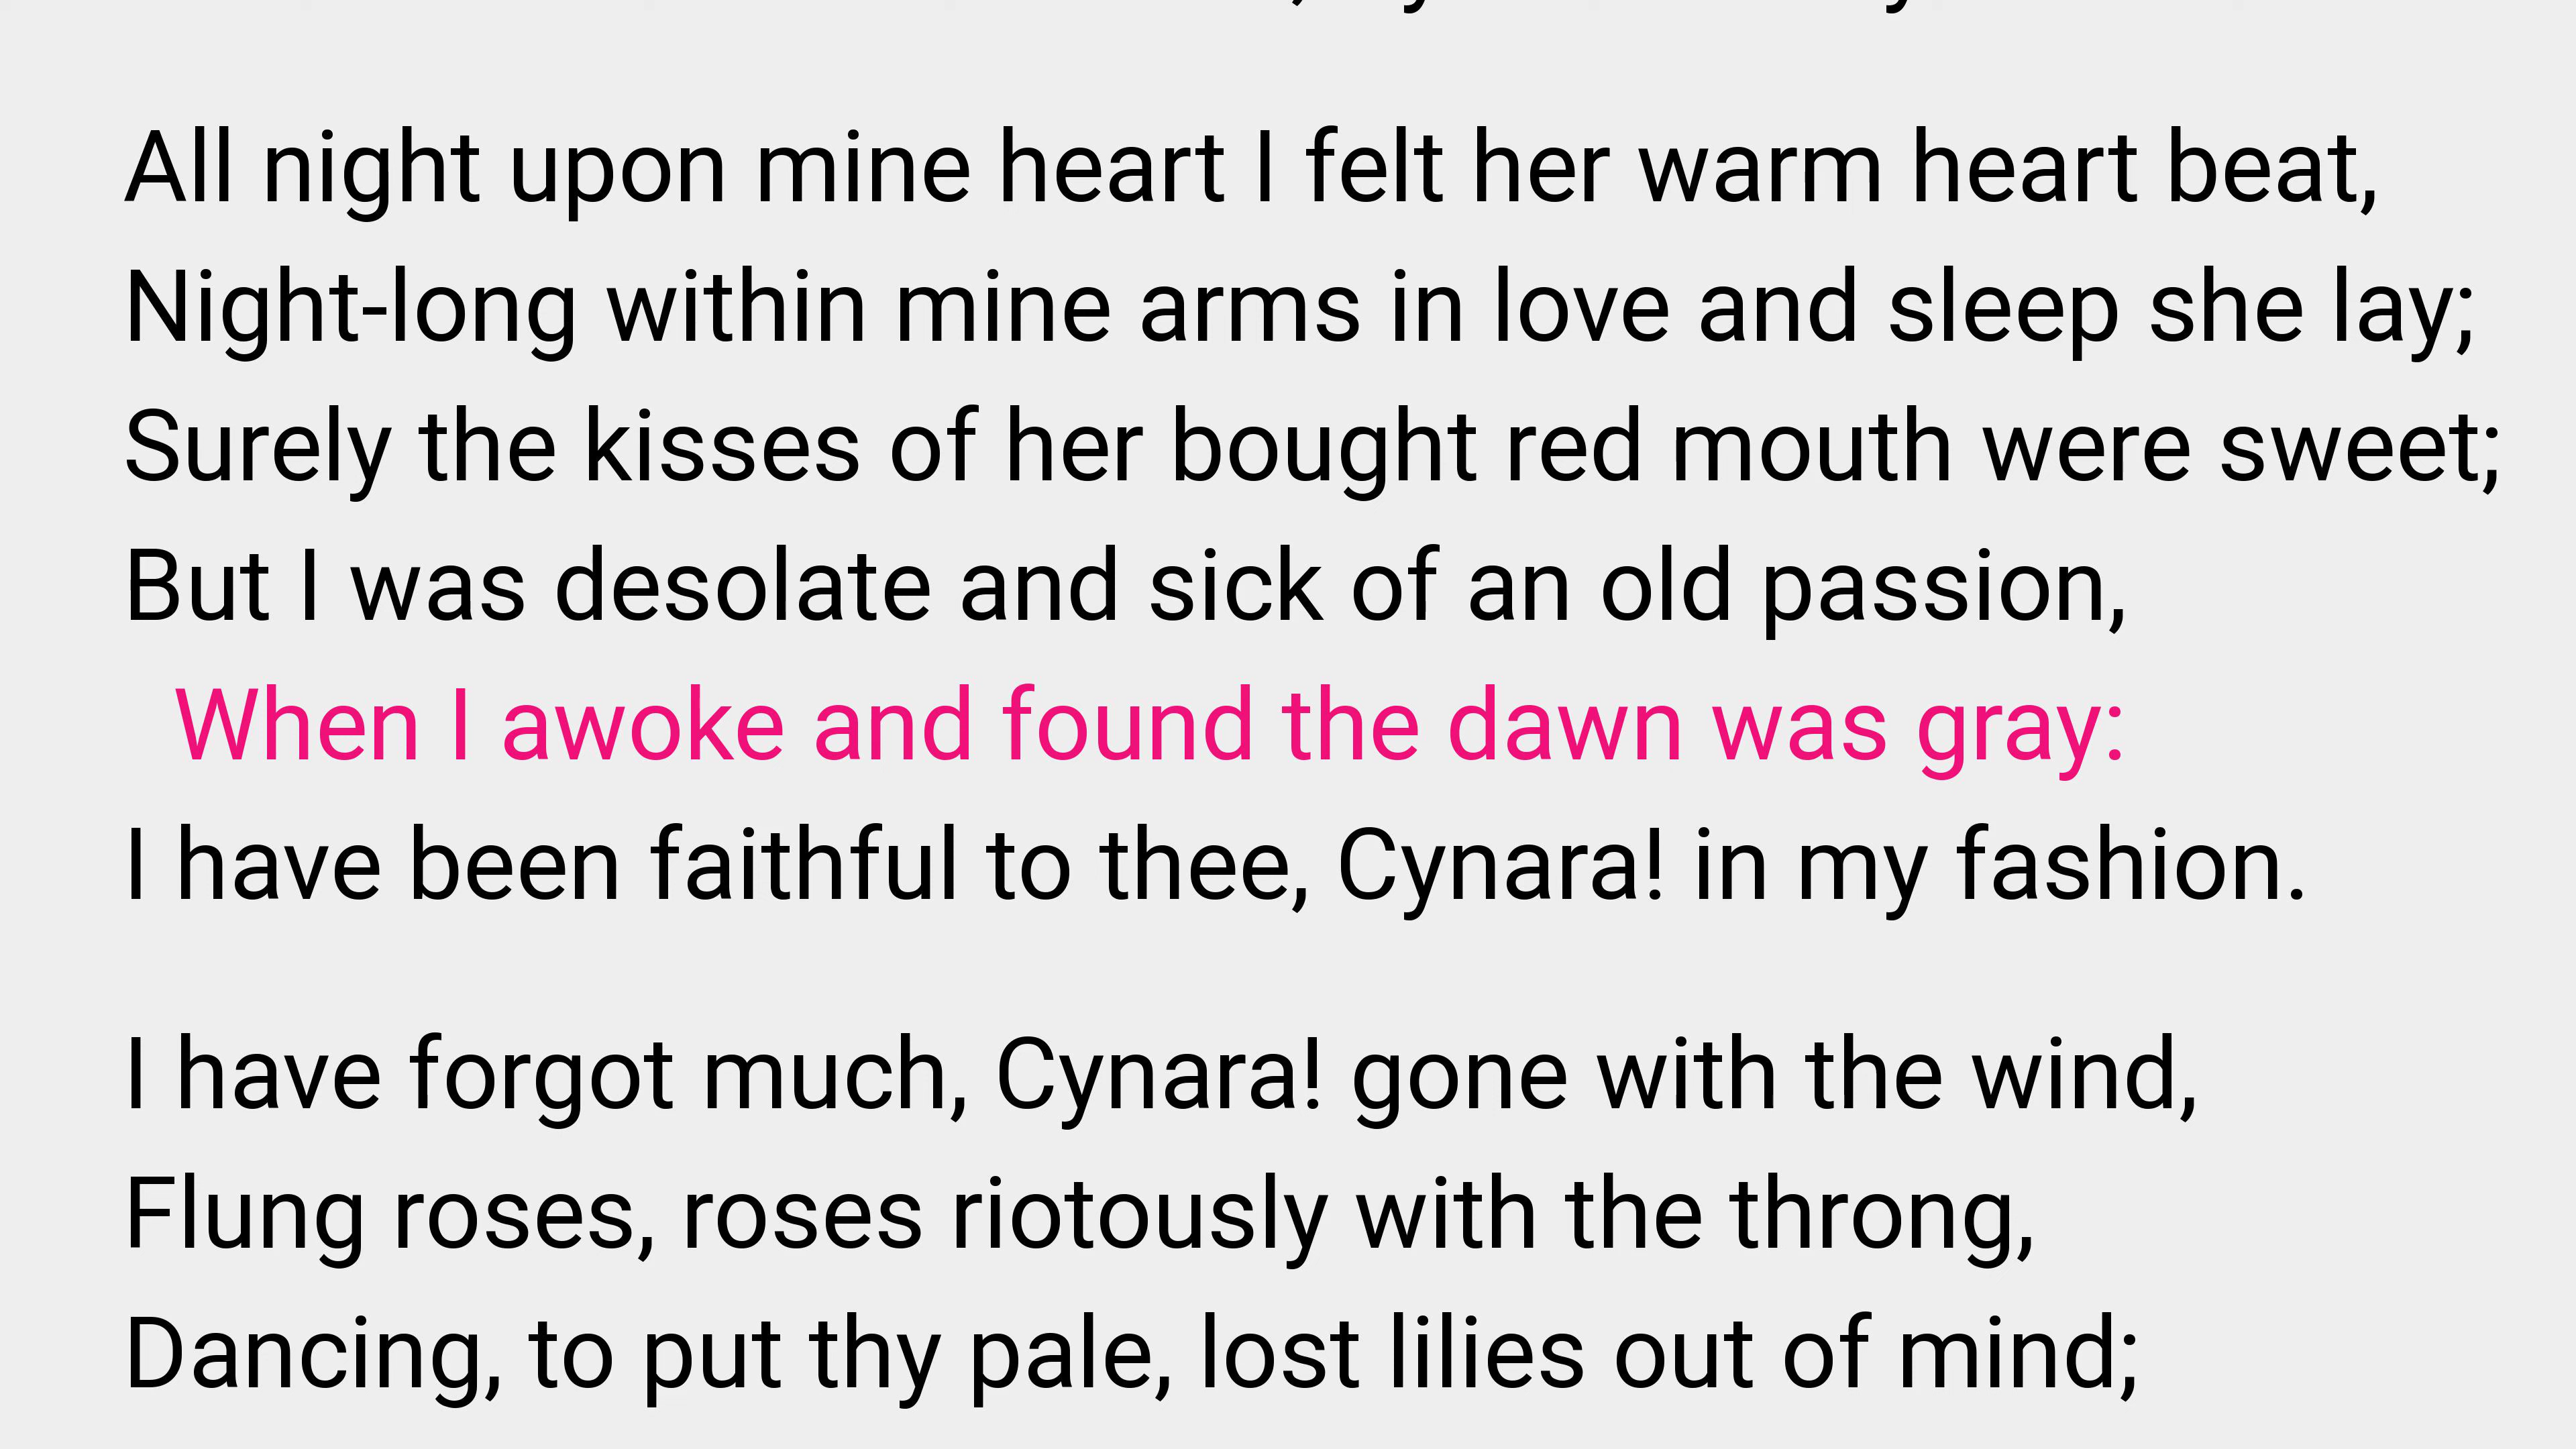 All night upon mine heart I felt her warm heart beat,
Night-long within mine arms in love and sleep she lay;
Surely the kisses of her bought red mouth were sweet;
But I was desolate and sick of an old passion,
When I awoke and found the dawn was gray:
I have been faithful to thee, Cynara! in my fashion.
I have forgot much, Cynara! gone with the wind,
Flung roses, roses riotously with the throng,
Dancing, to put thy pale, lost lilies out of mind;